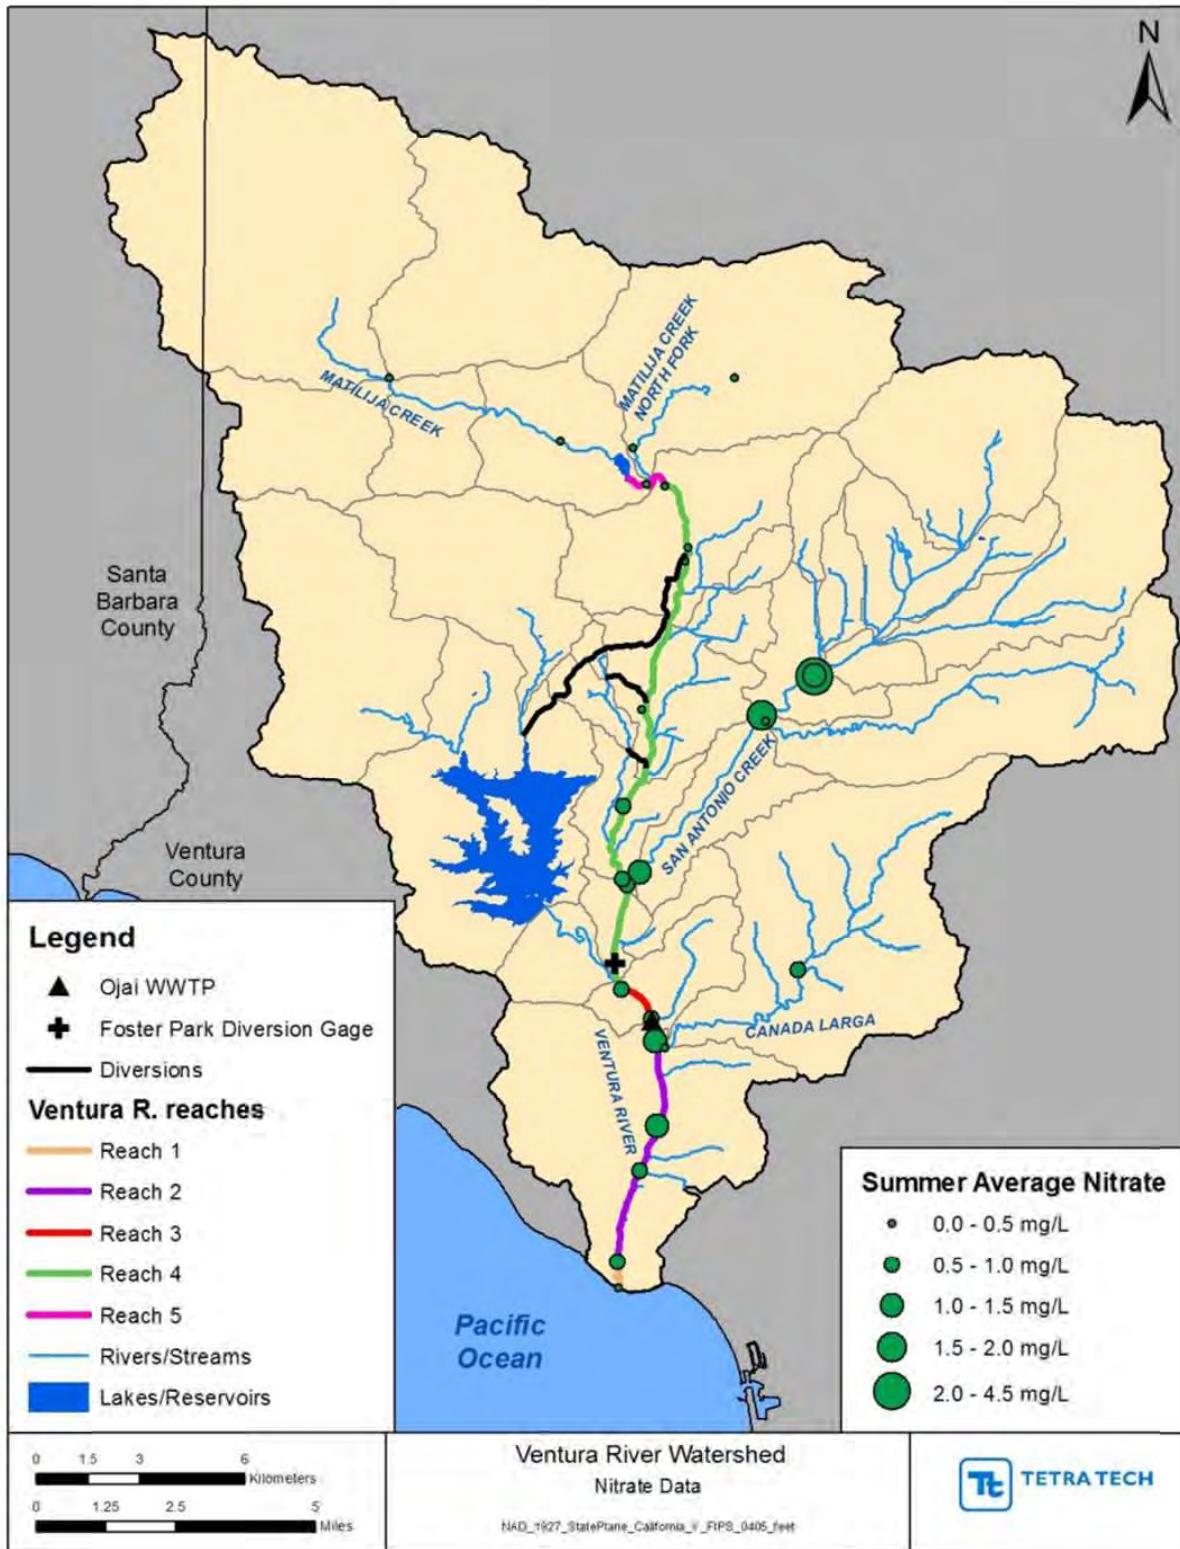 N
MATILIJA CREEK
NORTH FORK
MATILIJA CREEK
Santa
Barbara
County
SAN ANTONIO CREEK
Ventura
County
CANADA LARGA
VENTURA RIVER
Pacific
Ocean
Legend
Ojai WWTP
Foster Park Diversion Gage
Diversions
Ventura R. reaches
Reach 1
Reach 2
Reach 3
Reach 4
Reach 5
Rivers/Streams
Lakes/Reservoirs
Summer Average Nitrate
0.0 - 0.5 mg/L
0.5 - 1.0 mg/L
1.0 - 1.5 mg/L
1.5 - 2.0 mg/L
2.0 - 4.5 mg/L
0 1.5 3 6
Kilometers
0 1.25 2.5 5
Miles
Ventura River Watershed
Nitrate Data
NAD_1927_StatePlane_California_V_FIPS_0405_feet
Tt TETRA TECH